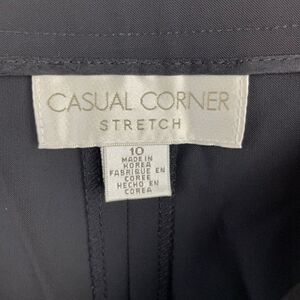 CASUAL CORNER
STRETCH
10
MADE IN
KOREA
FABRIQUE EN
COREE
HECHO EN
COREA